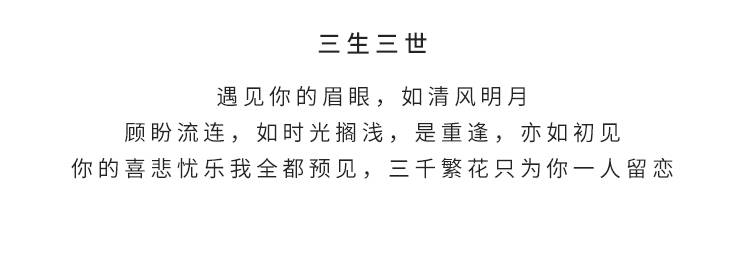 三生三世
遇见你的眉眼，如清风明月
顾盼流连，如时光搁浅，是重逢，亦如初见
你的喜悲忧乐我全都预见，三千繁花只为你一人留恋